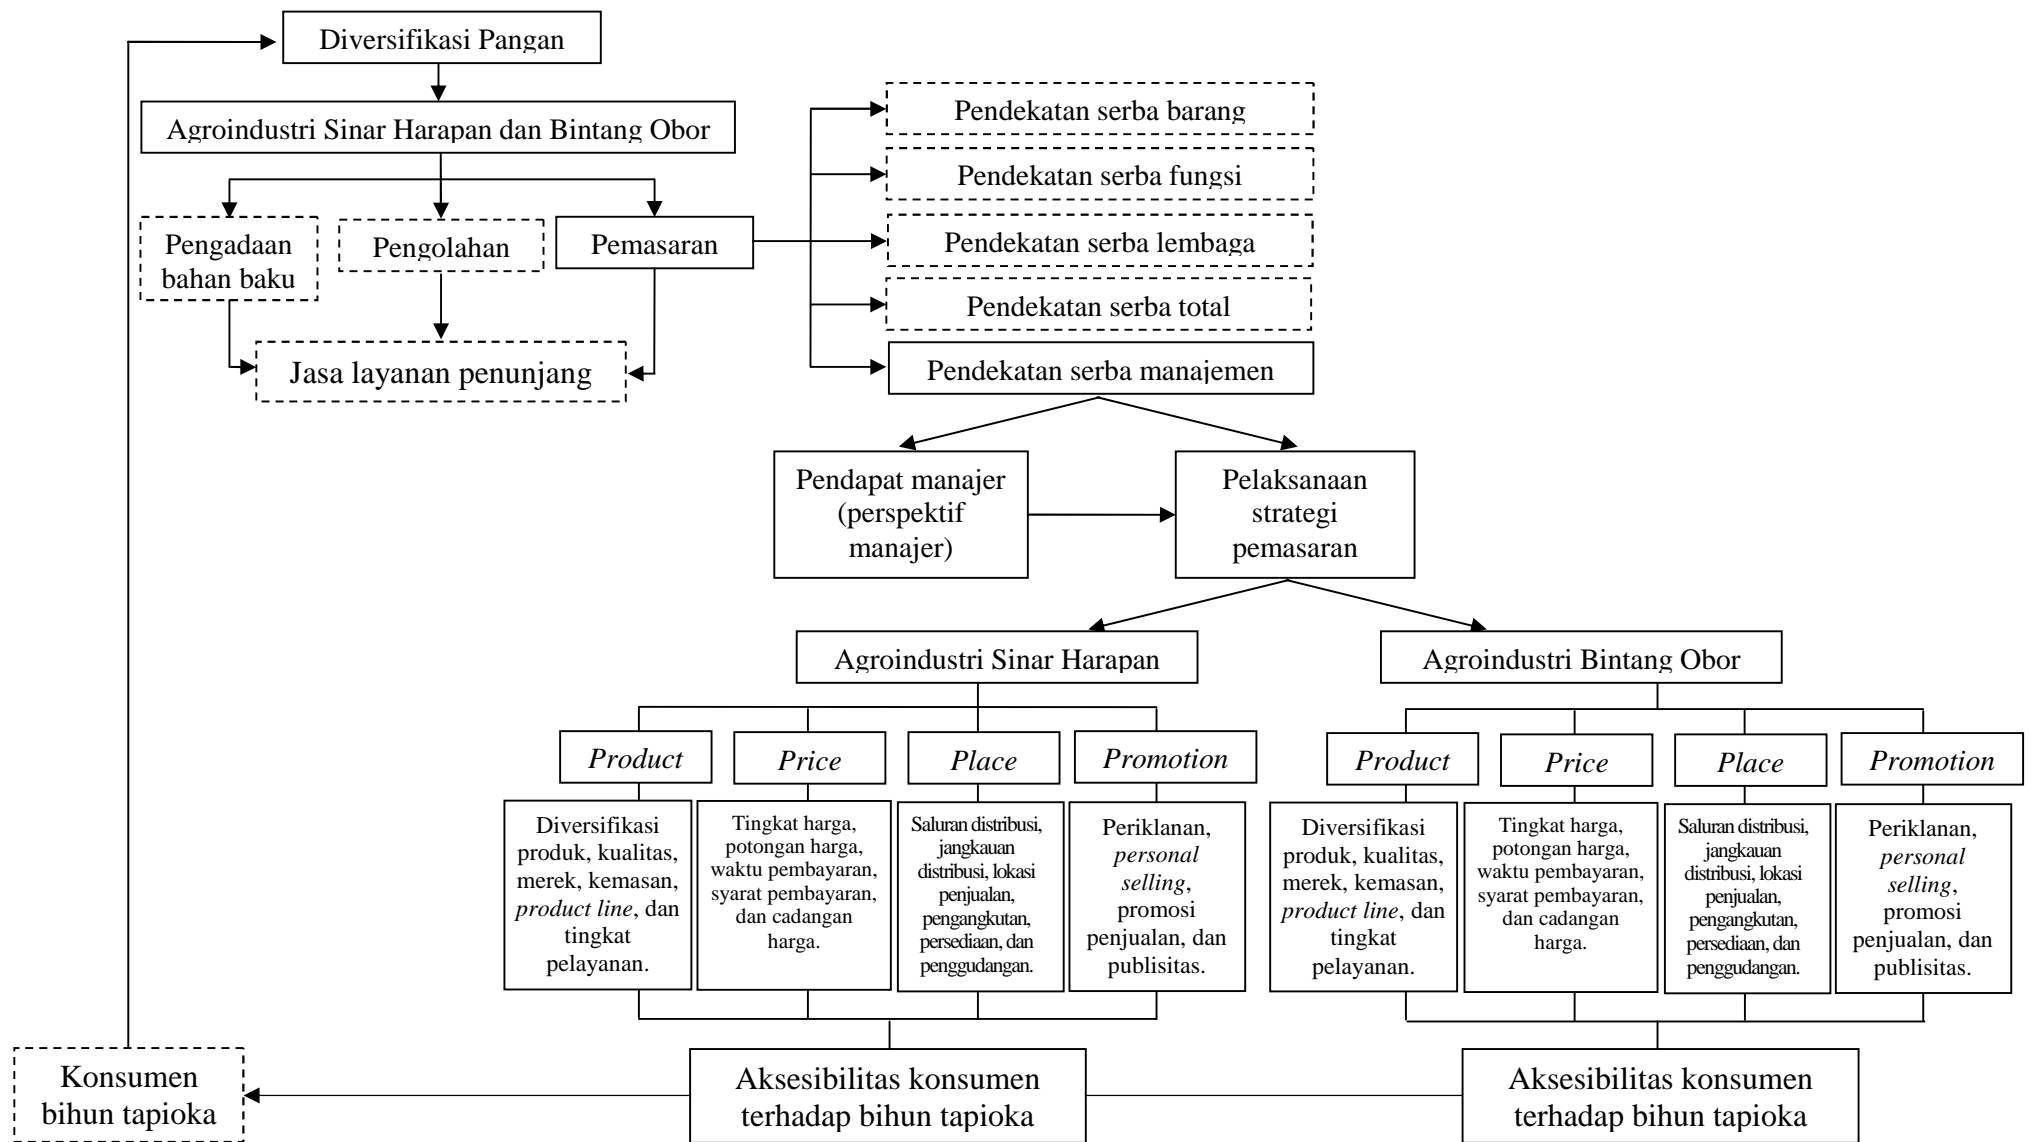 Diversifikasi Pangan
Agroindustri Sinar Harapan dan Bintang Obor
Pendekatan serba barang
Pendekatan serba fungsi
Pengadaan
bahan baku
Pengolahan
Pemasaran
Pendekatan serba lembaga
Pendekatan serba total
Jasa layanan penunjang
Pendekatan serba manajemen
Pendapat manajer
(perspektif
manajer)
Pelaksanaan
strategi
pemasaran
Agroindustri Sinar Harapan
Agroindustri Bintang Obor
Product
Price
Place
Promotion
Product
Price
Place
Promotion
Diversifikasi
produk, kualitas,
merek, kemasan,
product line, dan
tingkat
pelayanan.
Tingkat harga,
potongan harga,
waktu pembayaran,
syarat pembayaran,
dan cadangan
harga.
Saluran distribusi,
jangkauan
distribusi, lokasi
penjualan,
pengangkutan,
persediaan, dan
penggudangan.
Periklanan,
personal
selling,
promosi
penjualan, dan
publisitas.
Diversifikasi
produk, kualitas,
merek, kemasan,
product line, dan
tingkat
pelayanan.
Tingkat harga,
potongan harga,
waktu pembayaran,
syarat pembayaran,
dan cadangan
harga.
Saluran distribusi,
jangkauan
distribusi, lokasi
penjualan,
pengangkutan,
persediaan, dan
penggudangan.
Periklanan,
personal
selling,
promosi
penjualan, dan
publisitas.
Konsumen
bihun tapioka
Aksesibilitas konsumen
terhadap bihun tapioka
Aksesibilitas konsumen
terhadap bihun tapioka